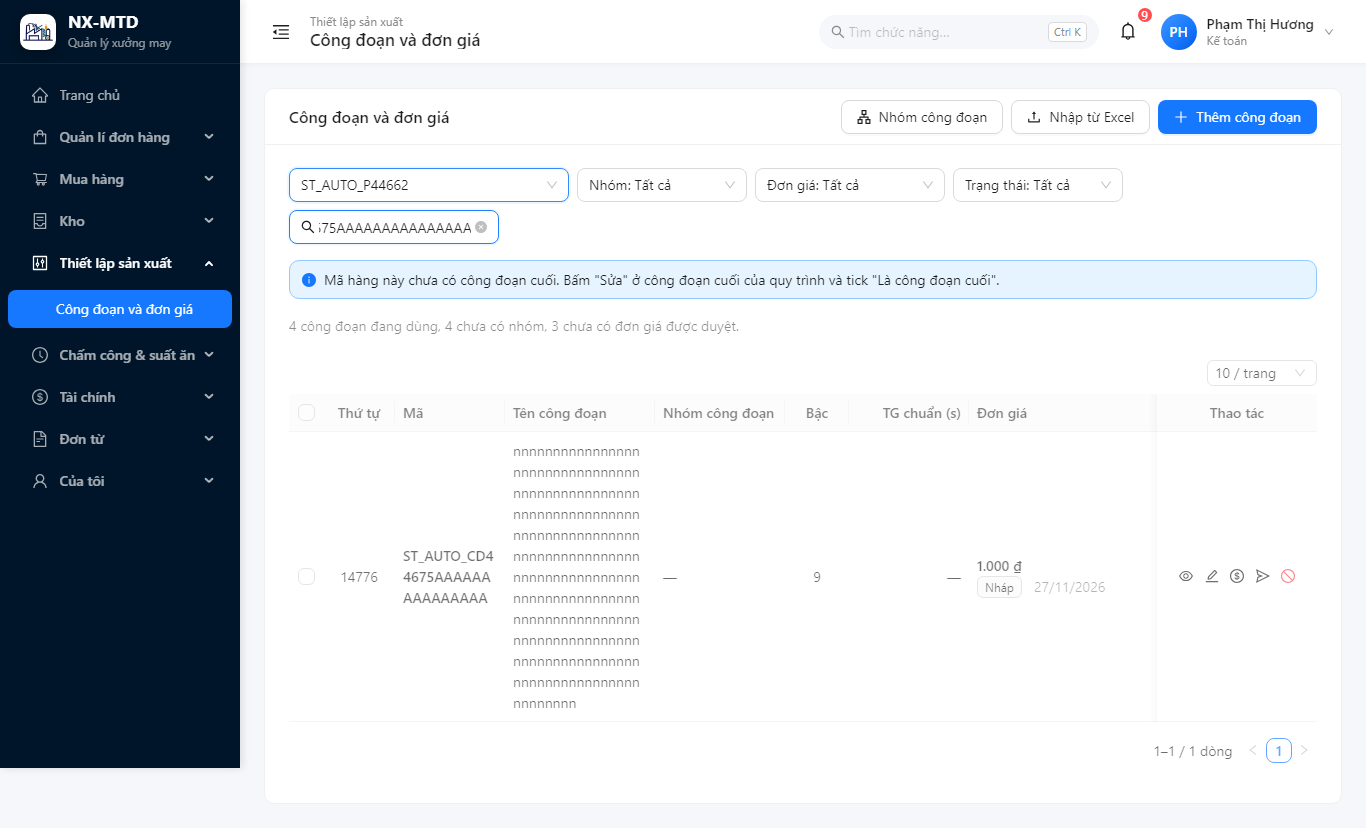 NX-MTD
Quản lý xưởng may
Trang chủ
Quản lí đơn hàng
Mua hàng
Kho
Thiết lập sản xuất
Công đoạn và đơn giá
Chấm công & suất ăn
Tài chính
Đơn từ
Của tôi
Thiết lập sản xuất
Công đoạn và đơn giá
Tìm chức năng...
Ctrl K
9
PH
Phạm Thị Hương
Kế toán
Công đoạn và đơn giá
Nhóm công đoạn
Nhập từ Excel
Thêm công đoạn
ST_AUTO_P44662
Nhóm: Tất cả
Đơn giá: Tất cả
Trạng thái: Tất cả
675AAAAAAAAAAAAAAA
Mã hàng này chưa có công đoạn cuối. Bấm "Sửa" ở công đoạn cuối của quy trình và tick "Là công đoạn cuối".
4 công đoạn đang dùng, 4 chưa có nhóm, 3 chưa có đơn giá được duyệt.
10 / trang
Thứ tự Mã Tên công đoạn Nhóm công đoạn Bậc TG chuẩn (s) Đơn giá Thao tác
14776
ST_AUTO_CD4
4675AAAAAA
AAAAAAAAA
nnnnnnnnnnnnnnnn
nnnnnnnnnnnnnnnn
nnnnnnnnnnnnnnnn
nnnnnnnnnnnnnnnn
nnnnnnnnnnnnnnnn
nnnnnnnnnnnnnnnn
nnnnnnnnnnnnnnnn
nnnnnnnnnnnnnnnn
nnnnnnnnnnnnnnnn
nnnnnnnnnnnnnnnn
nnnnnnnnnnnnnnnn
nnnnnnnnnnnnnnnn
nnnnnnnn
—
9
—
1.000 ₫
Nháp 27/11/2026
1–1 / 1 dòng
1